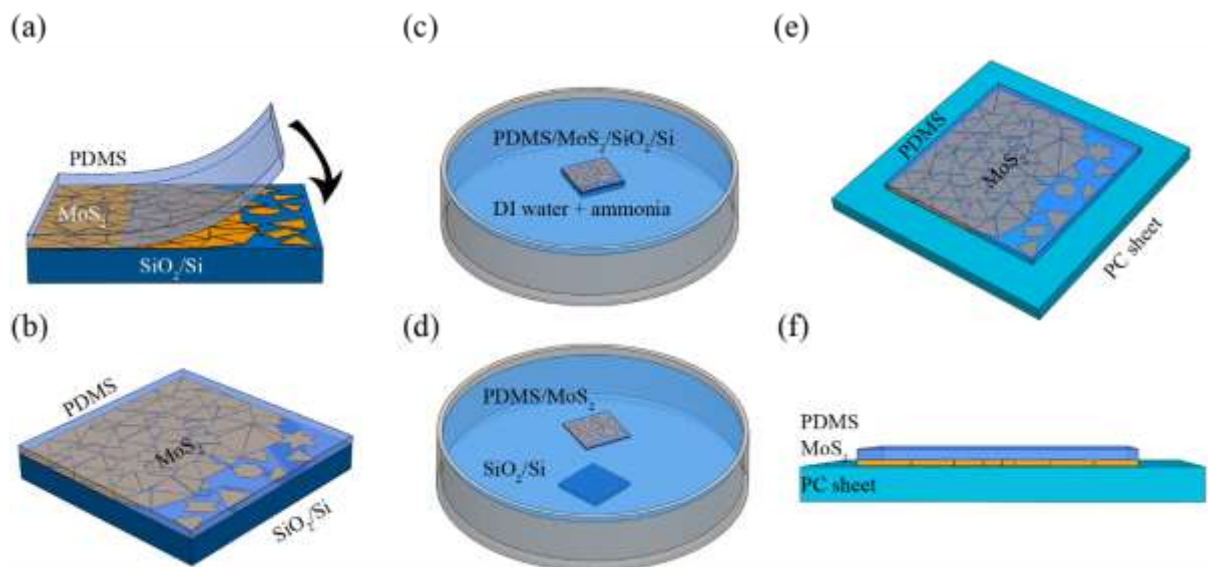 (a)
PDMS
MoS₂
SiO₂/Si
(b)
PDMS
MoS₂
SiO₂/Si
(c)
PDMS/MoS₂/SiO₂/Si
DI water + ammonia
(d)
PDMS/MoS₂
SiO₂/Si
(e)
PDMS
MoS₂
PC sheet
(f)
PDMS
MoS₂
PC sheet